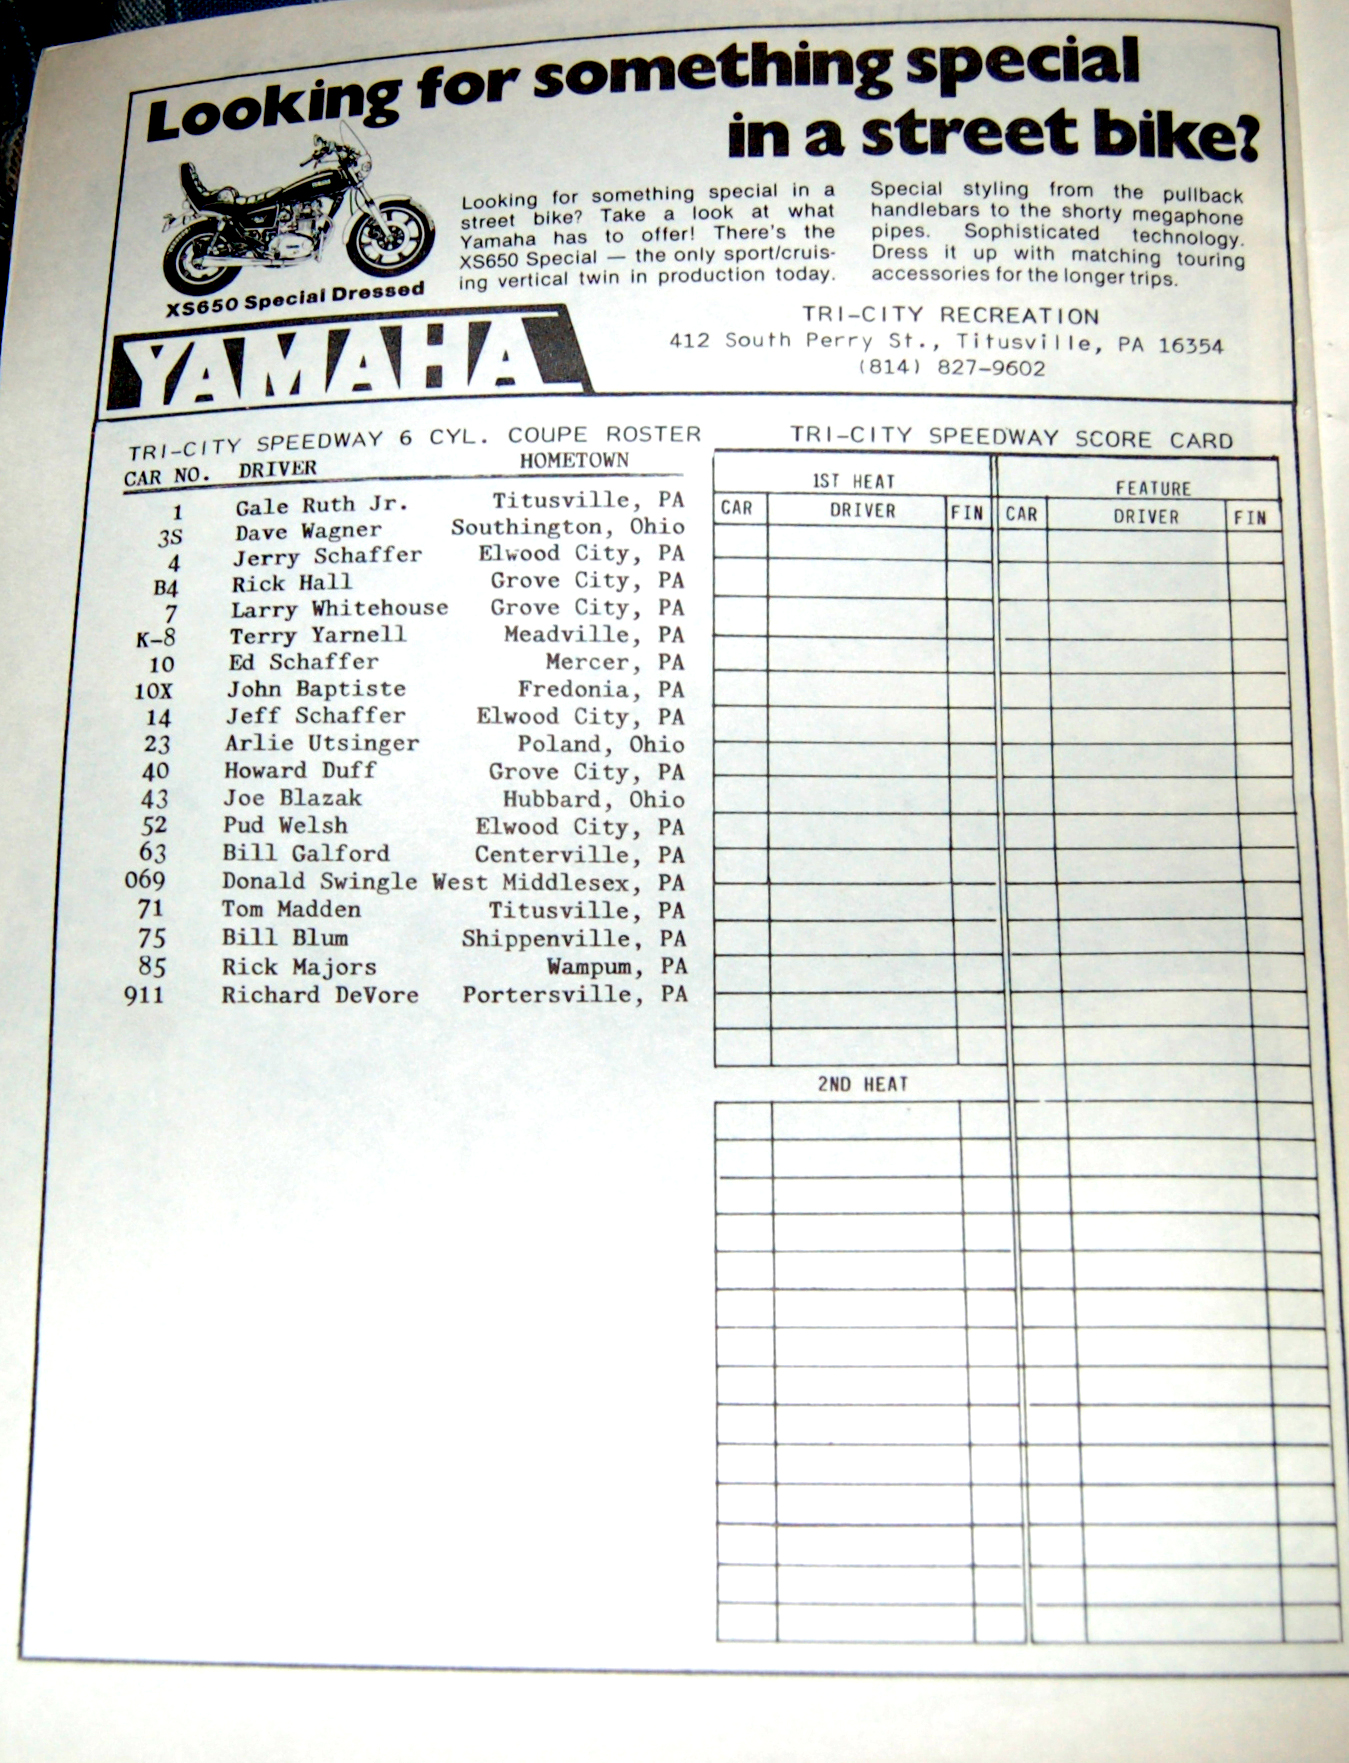 Looking for something special
in a street bike?
Looking for something special in a
street bike? Take a look at what
Yamaha has to offer! There's the
XS650 Special — the only sport/cruis-
ing vertical twin in production today.
Special styling from the pullback
handlebars to the shorty megaphone
pipes. Sophisticated technology.
Dress it up with matching touring
accessories for the longer trips.
XS650 Special Dressed
YAMAHA
TRI-CITY RECREATION
412 South Perry St., Titusville, PA 16354
(814) 827-9602
TRI-CITY SPEEDWAY 6 CYL. COUPE ROSTER
CAR NO. DRIVER HOMETOWN
1 Gale Ruth Jr. Titusville, PA
3S Dave Wagner Southington, Ohio
4 Jerry Schaffer Elwood City, PA
B4 Rick Hall Grove City, PA
7 Larry Whitehouse Grove City, PA
K-8 Terry Yarnell Meadville, PA
10 Ed Schaffer Mercer, PA
10X John Baptiste Fredonia, PA
14 Jeff Schaffer Elwood City, PA
23 Arlie Utsinger Poland, Ohio
40 Howard Duff Grove City, PA
43 Joe Blazak Hubbard, Ohio
52 Pud Welsh Elwood City, PA
63 Bill Galford Centerville, PA
069 Donald Swingle West Middlesex, PA
71 Tom Madden Titusville, PA
75 Bill Blum Shippenville, PA
85 Rick Majors Wampum, PA
911 Richard DeVore Portersville, PA
TRI-CITY SPEEDWAY SCORE CARD
1ST HEAT FEATURE
CAR DRIVER FIN CAR DRIVER FIN
2ND HEAT